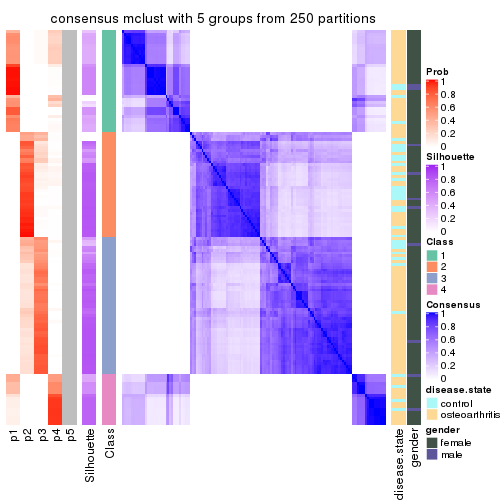 consensus mclust with 5 groups from 250 partitions
p1
p2
p3
p4
p5
Silhouette
Class
disease.state
gender
Prob
1
0.8
0.6
0.4
0.2
0
Silhouette
1
0.8
0.6
0.4
0.2
0
Class
1
2
3
4
Consensus
1
0.8
0.6
0.4
0.2
0
disease.state
control
osteoarthritis
gender
female
male